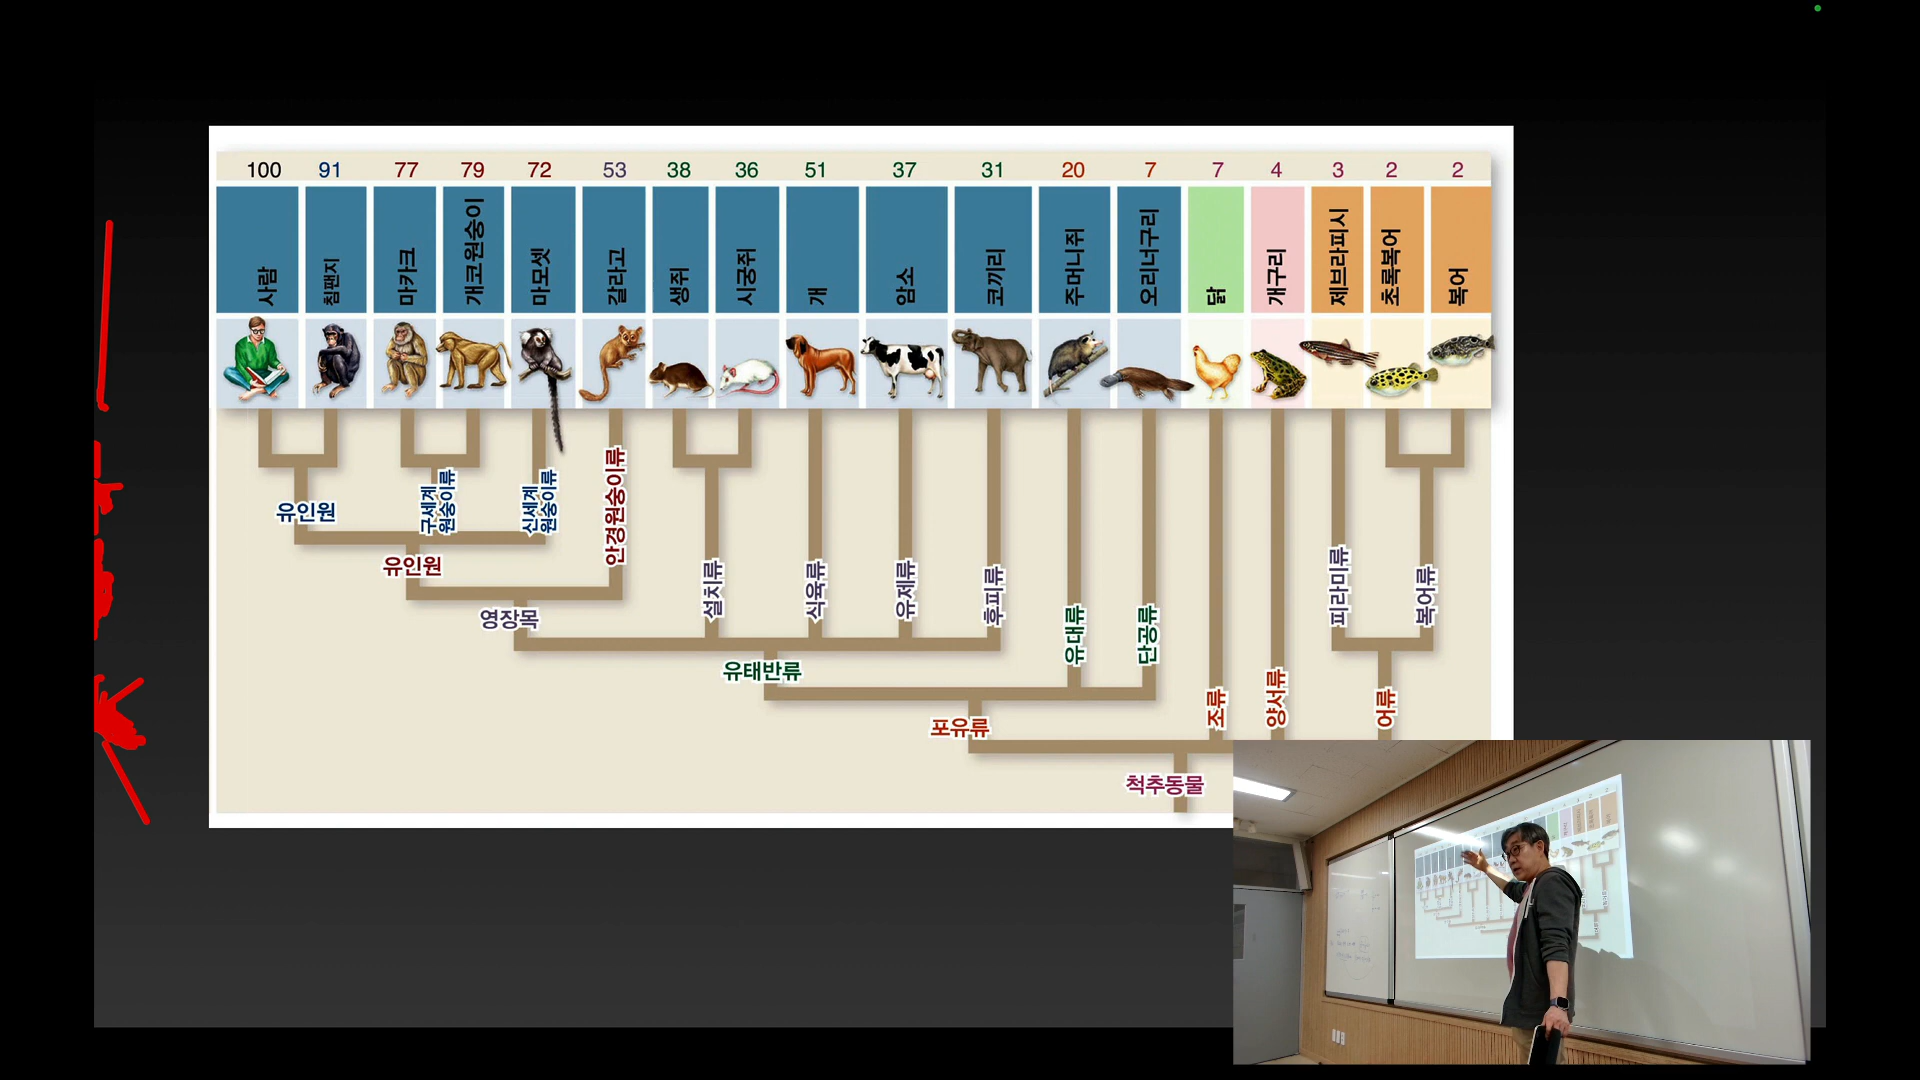 100 91 77 79 72 53 38 36 51 37 31 20 7 7 4 3 2 2
사람 침팬지 마카크 개코원숭이 마모셋 갈라고 생쥐 시궁쥐 개 암소 코끼리 주머니쥐 오리너구리 닭 개구리 제브라피시 초록복어 복어
유인원
구세계
원숭이류
신세계
원숭이류
안경원숭이류
유인원
영장목
설치류
식육류
유제류
후피류
유태반류
유대류
단공류
포유류
조류
양서류
피라미류
복어류
어류
척추동물